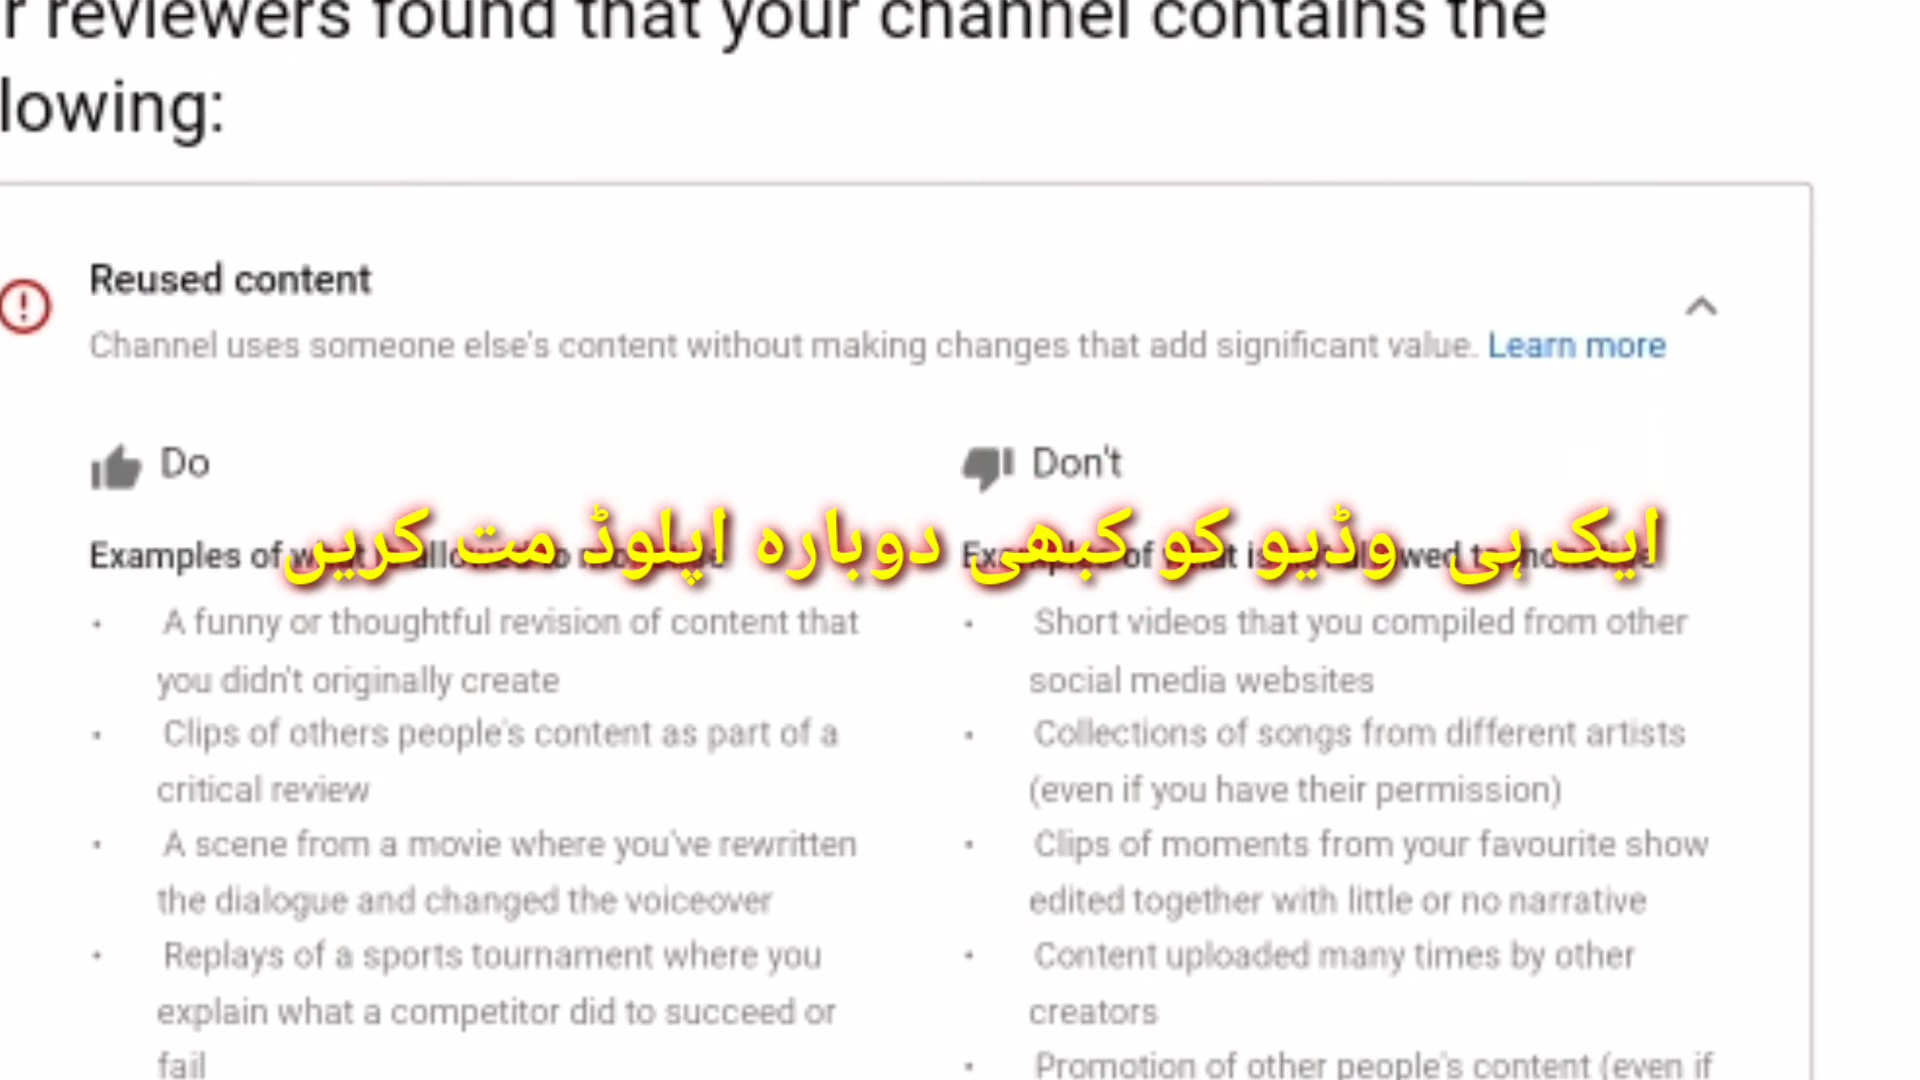 r reviewers found that your channel contains the
lowing:
Reused content
Channel uses someone else's content without making changes that add significant value. Learn more
Do
Examples of
A funny or thoughtful revision of content that
you didn't originally create
Clips of others people's content as part of a
critical review
A scene from a movie where you've rewritten
the dialogue and changed the voiceover
Replays of a sports tournament where you
explain what a competitor did to succeed or
fail
Don't
Examples of
Short videos that you compiled from other
social media websites
Collections of songs from different artists
(even if you have their permission)
Clips of moments from your favourite show
edited together with little or no narrative
Content uploaded many times by other
creators
Promotion of other people's content (even if
ایک ہی وڈیو کو کبھی دوبارہ اپلوڈ مت کریں